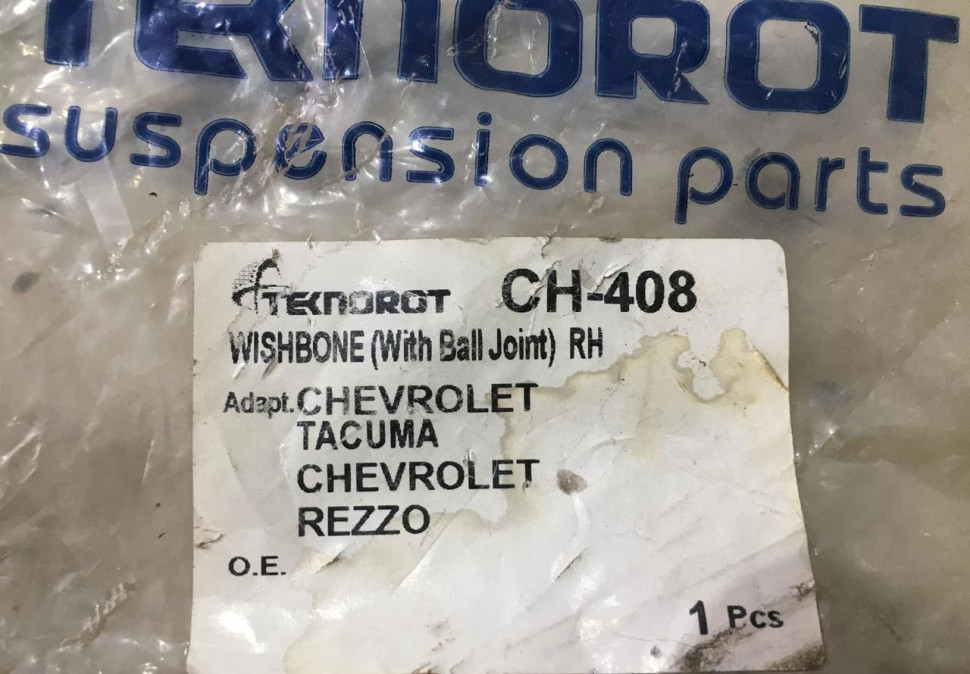 TEKNOROT
suspension parts
TEKNOROT CH-408
WISHBONE (With Ball Joint) RH
Adapt. CHEVROLET
TACUMA
CHEVROLET
REZZO
O.E.
1 Pcs